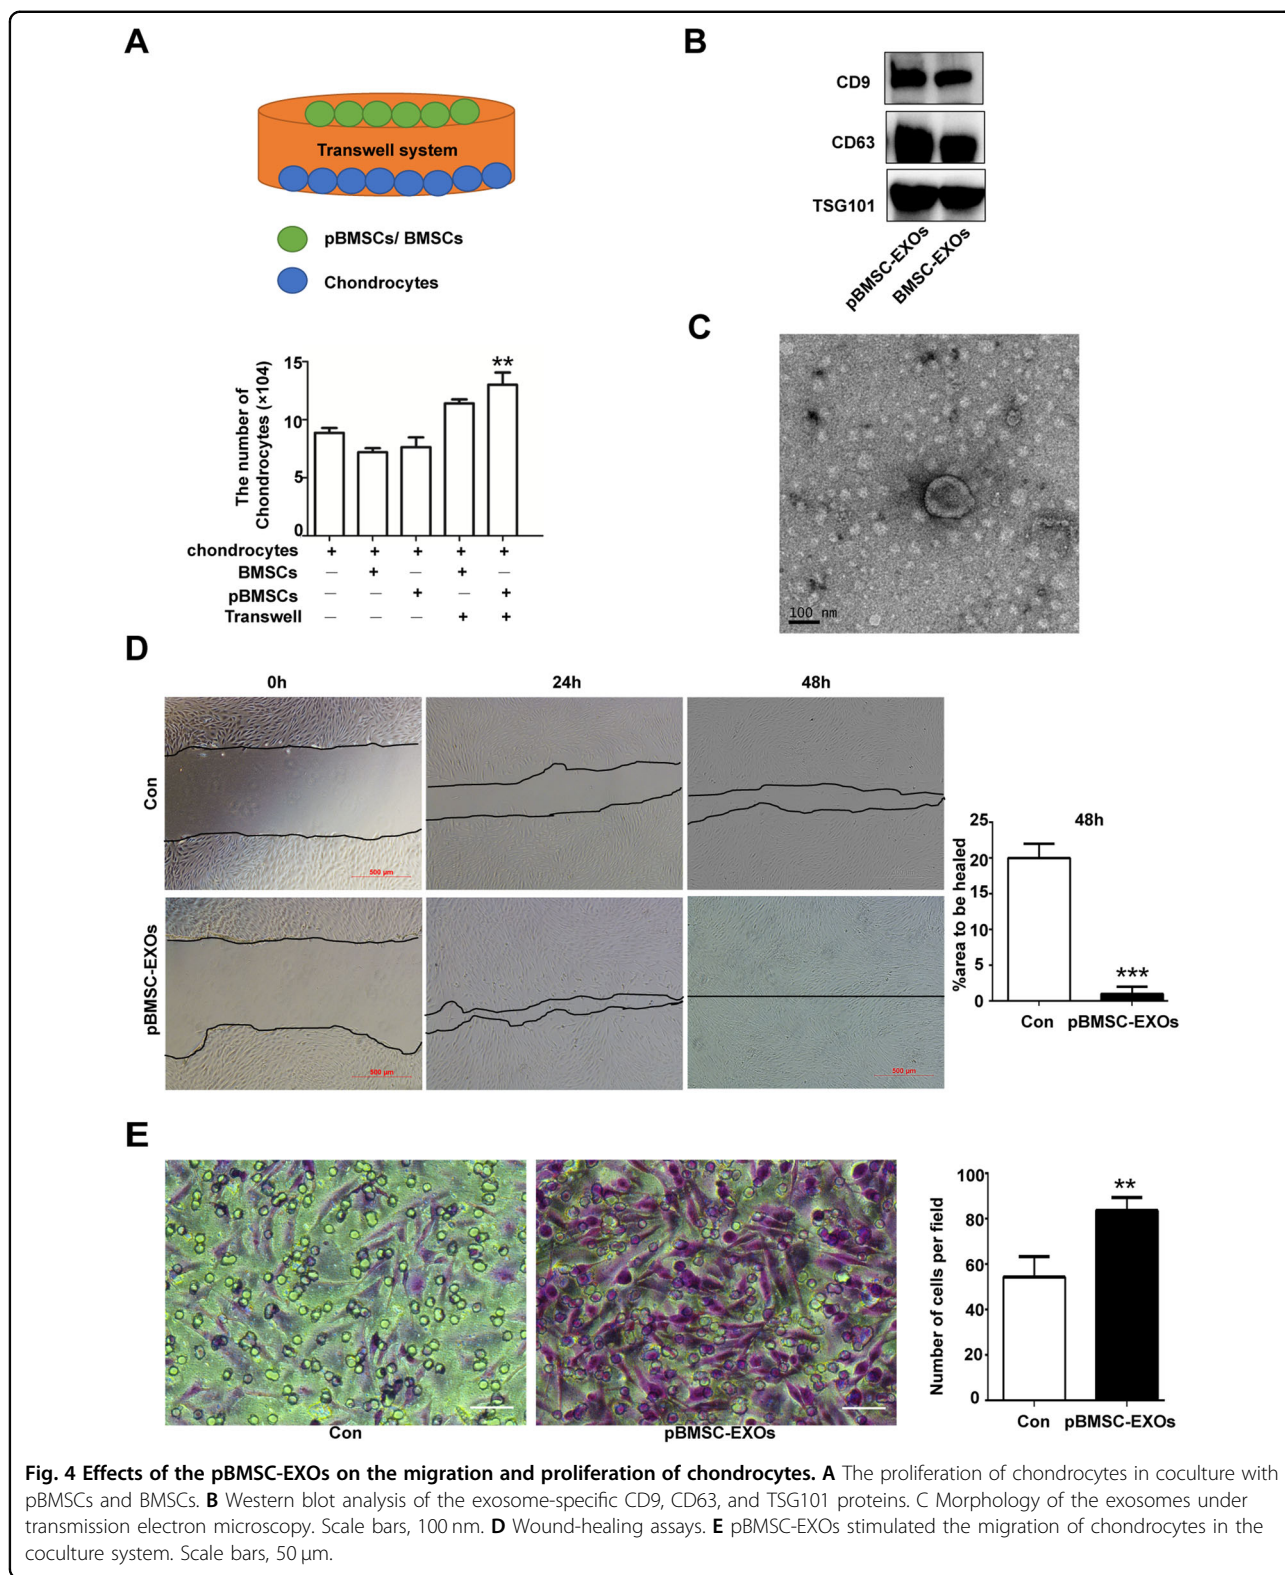 A
Transwell system
pBMSCs/ BMSCs
Chondrocytes
The number of
Chondrocytes (×104)
15
10
5
0
**
chondrocytes + + + + +
BMSCs — + — + —
pBMSCs — — + — +
Transwell — — — + +
B
CD9
CD63
TSG101
pBMSC-EXOs
BMSC-EXOs
C
100 nm
D
0h 24h 48h
Con
500 µm
pBMSC-EXOs
500 µm
500 µm
48h
%area to be healed
25
20
15
10
5
0
***
Con pBMSC-EXOs
E
Con pBMSC-EXOs
Number of cells per field
100
80
60
40
20
0
**
Con pBMSC-EXOs
Fig. 4 Effects of the pBMSC-EXOs on the migration and proliferation of chondrocytes. A The proliferation of chondrocytes in coculture with
pBMSCs and BMSCs. B Western blot analysis of the exosome-specific CD9, CD63, and TSG101 proteins. C Morphology of the exosomes under
transmission electron microscopy. Scale bars, 100 nm. D Wound-healing assays. E pBMSC-EXOs stimulated the migration of chondrocytes in the
coculture system. Scale bars, 50 µm.